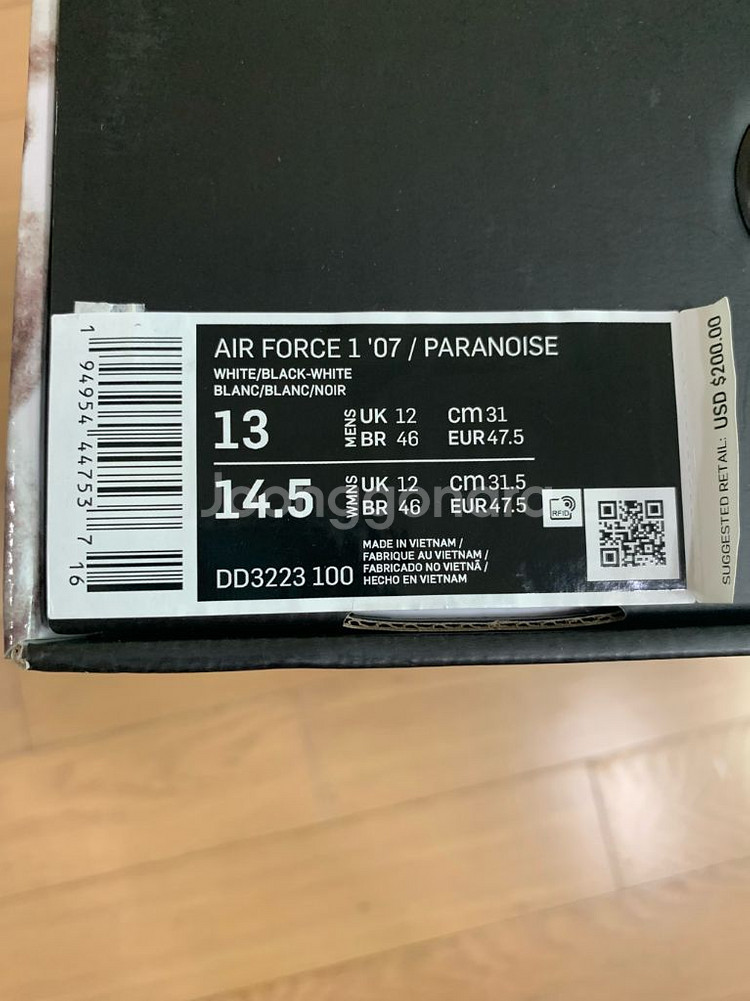 AIR FORCE 1 '07 / PARANOISE
WHITE/BLACK-WHITE
BLANC/BLANC/NOIR
13 MENS UK 12 cm 31
BR 46 EUR 47.5
14.5 WMNS UK 12 cm 31.5
BR 46 EUR 47.5
RFID
DD3223 100
MADE IN VIETNAM /
FABRIQUE AU VIETNAM /
FABRICADO NO VIETNÃ /
HECHO EN VIETNAM
1 94954 44753 7 16
SUGGESTED RETAIL: USD $200.00
Joonggonara